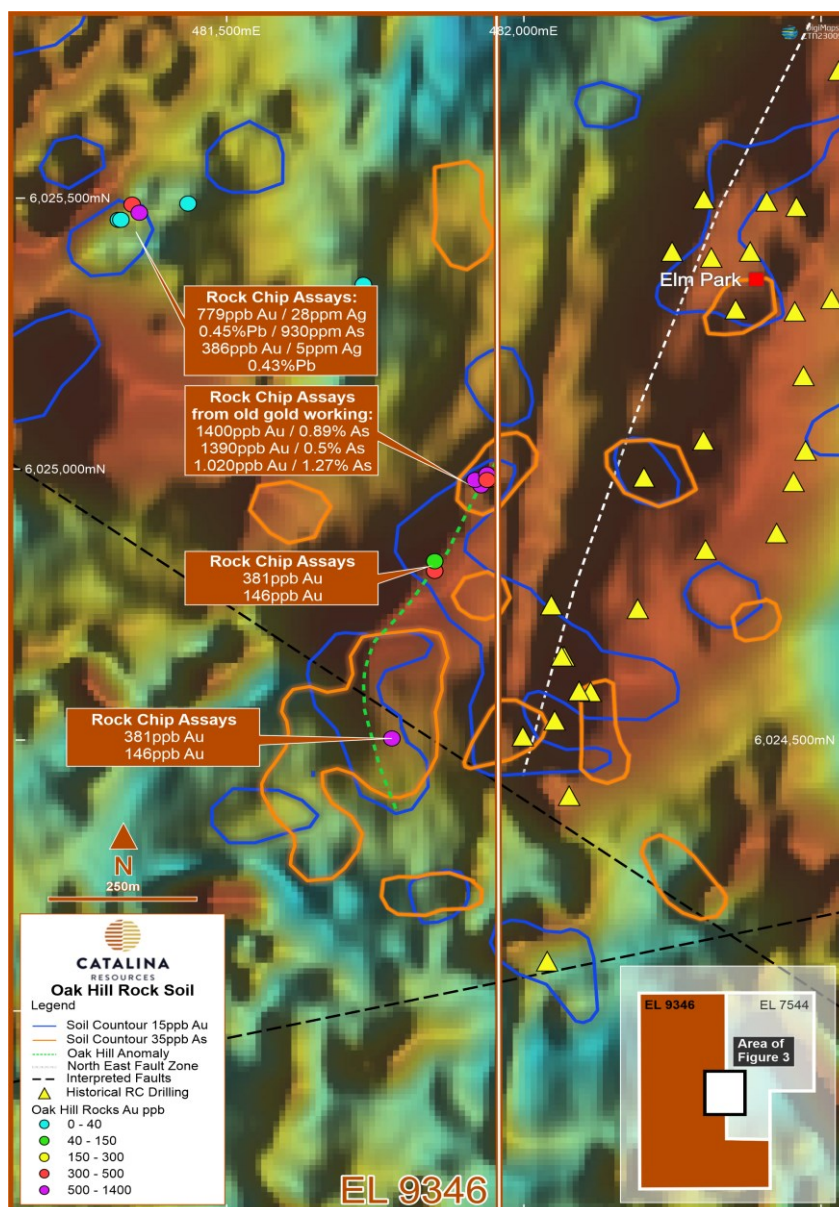 481,500mE
482,000mE
DigiMaps
CTN23009
6,025,500mN
Elm Park
Rock Chip Assays:
779ppb Au / 28ppm Ag
0.45%Pb / 930ppm As
386ppb Au / 5ppm Ag
0.43%Pb
Rock Chip Assays
from old gold working:
1400ppb Au / 0.89% As
1390ppb Au / 0.5% As
1.020ppb Au / 1.27% As
6,025,000mN
Rock Chip Assays
381ppb Au
146ppb Au
Rock Chip Assays
381ppb Au
146ppb Au
6,024,500mN
N
250m
CATALINA
RESOURCES
Oak Hill Rock Soil
Legend
Soil Countour 15ppb Au
Soil Countour 35ppb As
Oak Hill Anomaly
North East Fault Zone
Interpreted Faults
Historical RC Drilling
Oak Hill Rocks Au ppb
0 - 40
40 - 150
150 - 300
300 - 500
500 - 1400
EL 9346
EL 9346
EL 7544
Area of
Figure 3